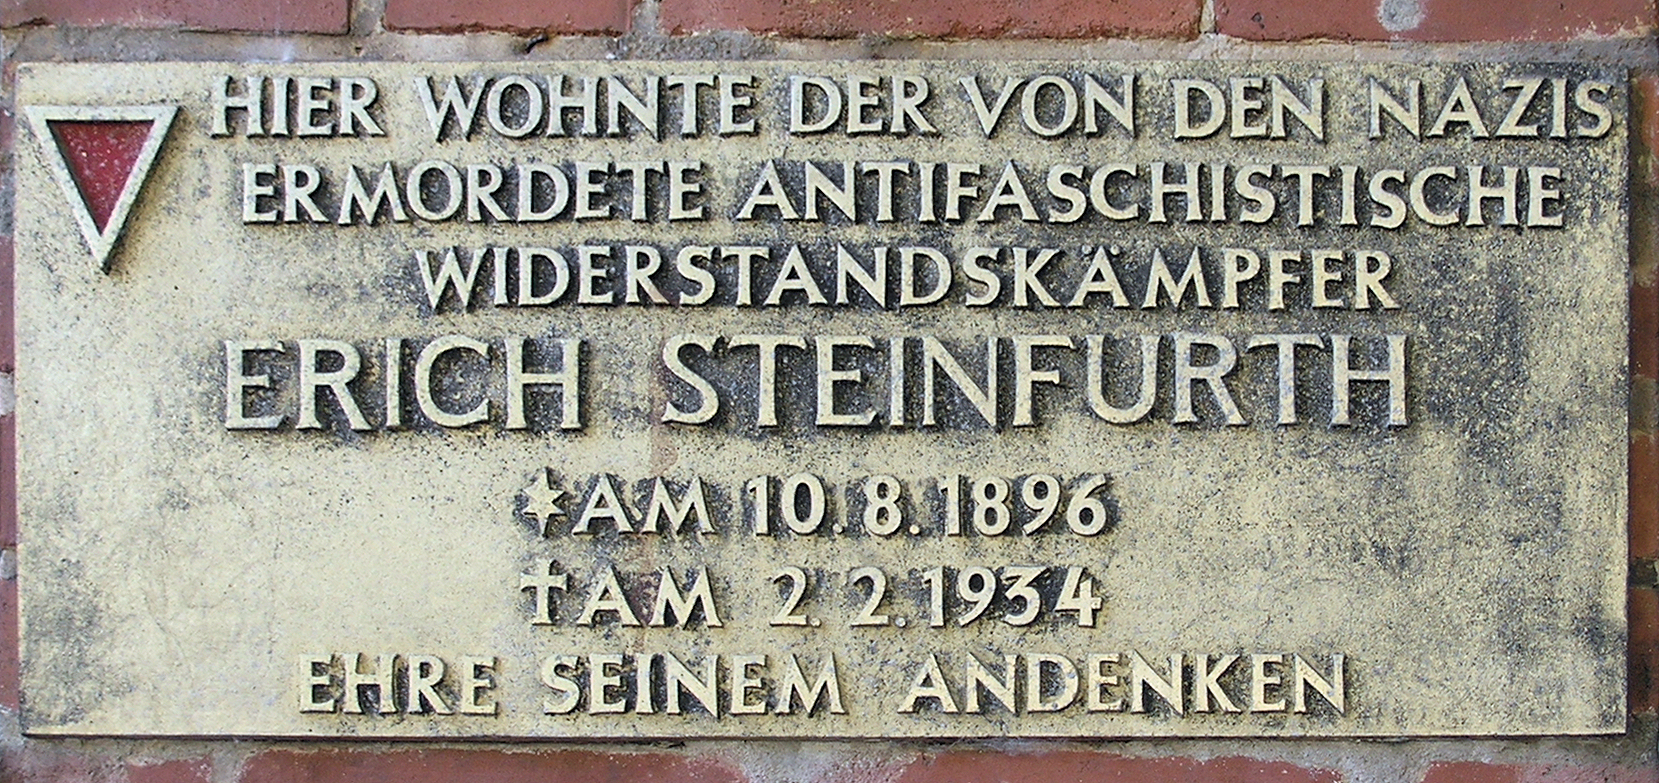 HIER WOHNTE DER VON DEN NAZIS
ERMORDETE ANTIFASCHISTISCHE
WIDERSTANDSKÄMPFER
ERICH STEINFURTH
* AM 10.8.1896
† AM 2.2.1934
EHRE SEINEM ANDENKEN